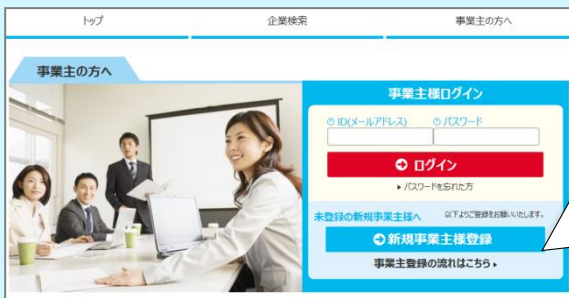 トップ
企業検索
事業主の方へ
事業主の方へ
事業主様ログイン
ID(メールアドレス)
パスワード
ログイン
パスワードを忘れた方
未登録の新規事業主様へ
以下よりご登録をお願いいたします。
新規事業主様登録
事業主登録の流れはこちら